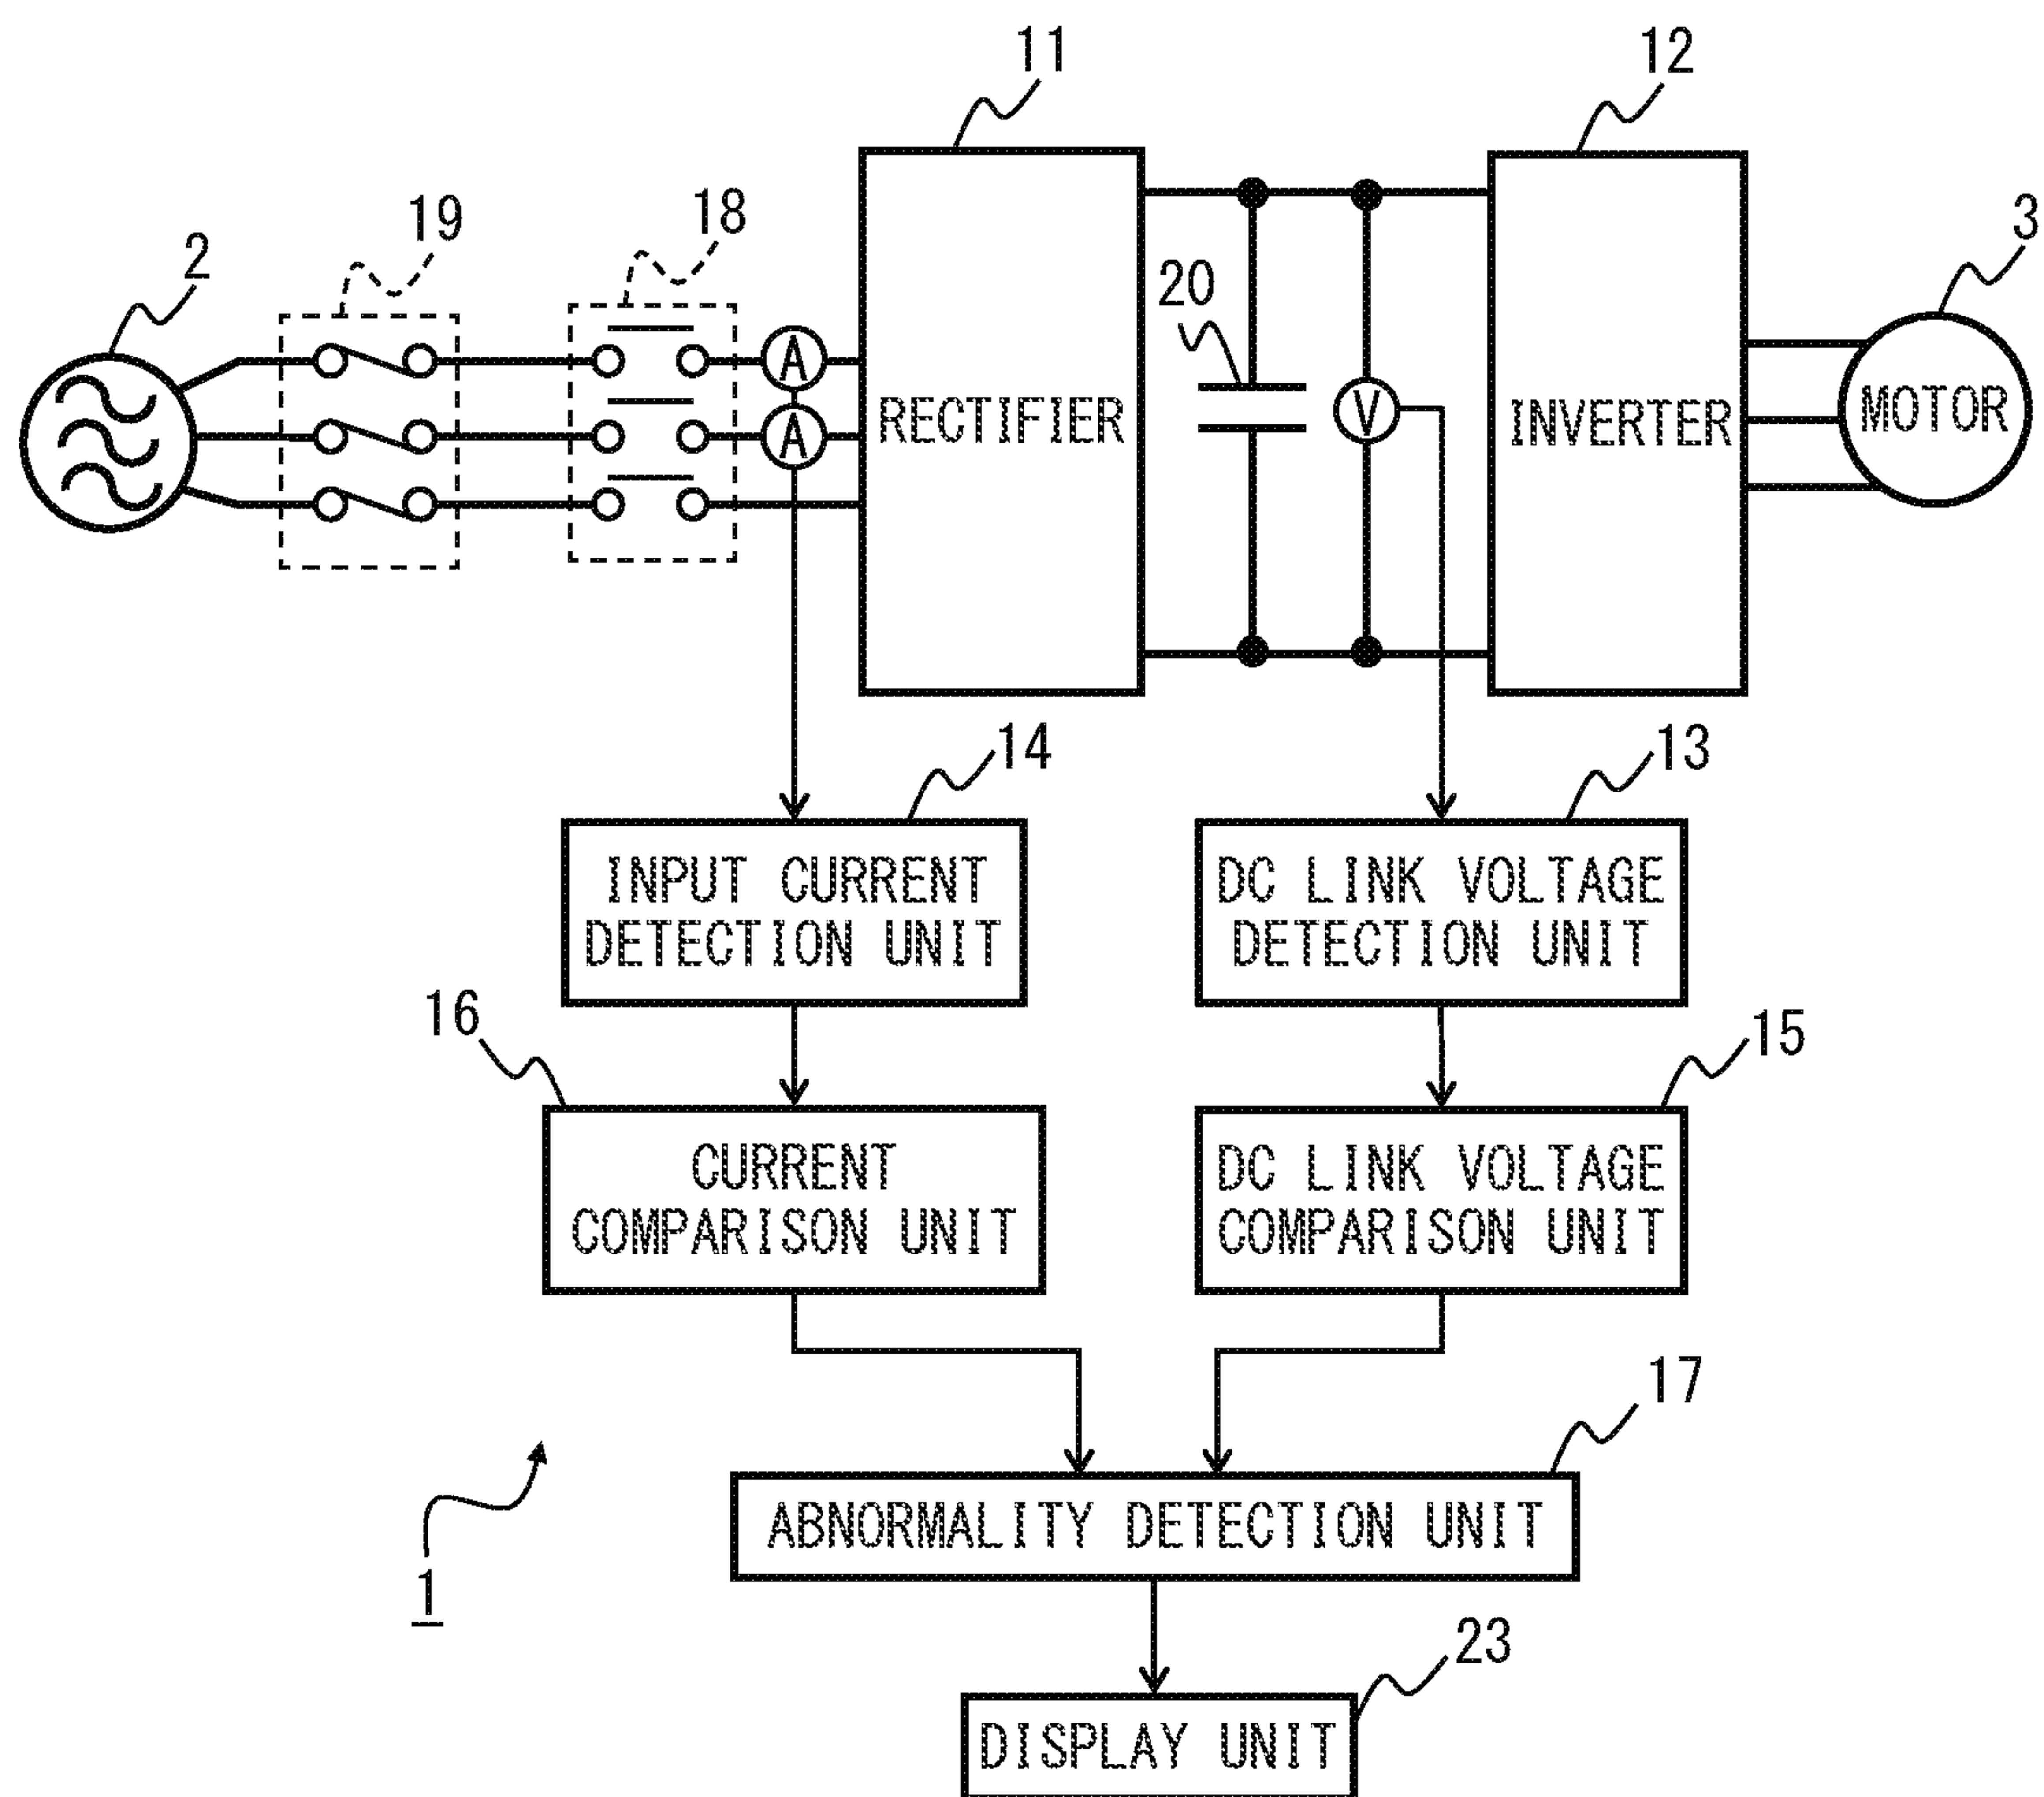 11
12
19
18
2
3
20
A
A
V
RECTIFIER
INVERTER
MOTOR
14
13
INPUT CURRENT
DETECTION UNIT
DC LINK VOLTAGE
DETECTION UNIT
16
15
CURRENT
COMPARISON UNIT
DC LINK VOLTAGE
COMPARISON UNIT
17
ABNORMALITY DETECTION UNIT
1
23
DISPLAY UNIT